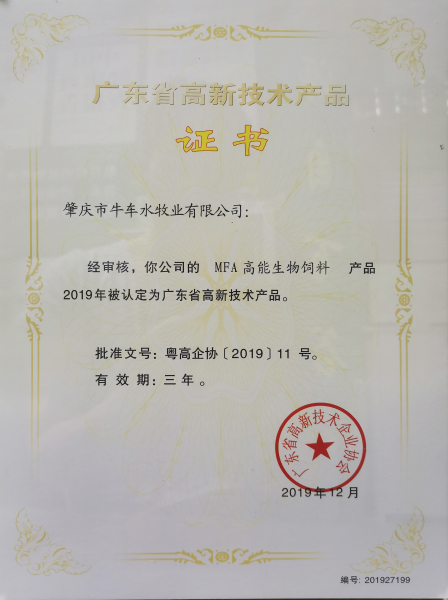 广东省高新技术产品
证书
肇庆市牛车水牧业有限公司：
经审核，你公司的 MFA高能生物饲料 产品
2019年被认定为广东省高新技术产品。
批准文号：粤高企协〔2019〕11 号。
有 效 期：三 年 。
广东省高新技术企业协会
2019年12月
编号: 201927199